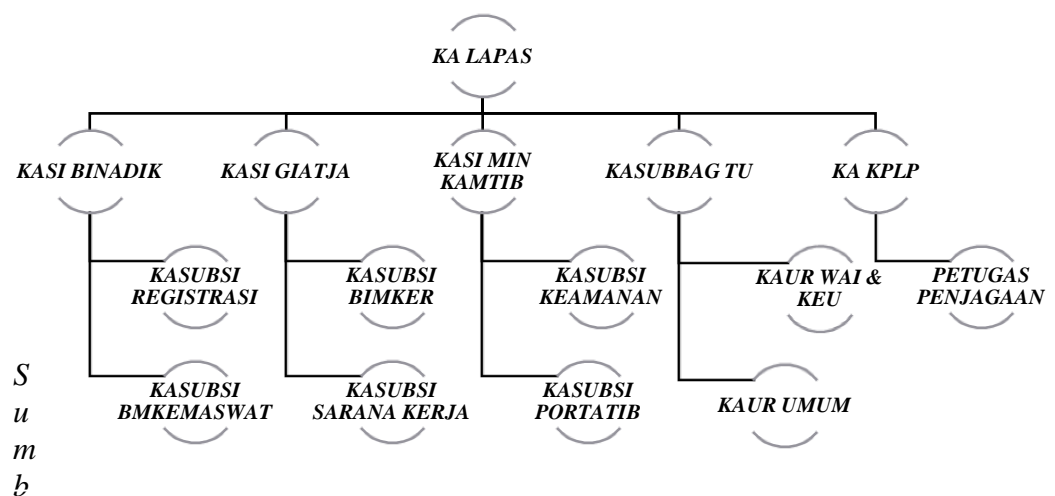 KA LAPAS
KASI BINADIK
KASI GIATJA
KASI MIN
KAMTIB
KASUBBAG TU
KA KPLP
KASUBSI
REGISTRASI
KASUBSI
BIMKER
KASUBSI
KEAMANAN
KAUR WAI &
KEU
PETUGAS
PENJAGAAN
KASUBSI
BMKEMASWAT
KASUBSI
SARANA KERJA
KASUBSI
PORTATIB
KAUR UMUM
S
u
m
b